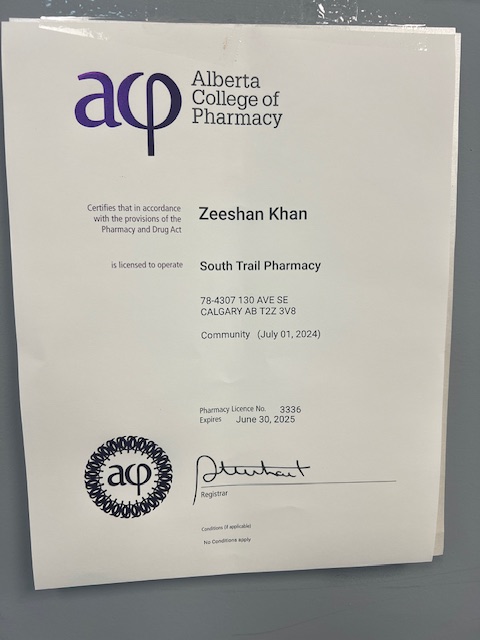 acp
Alberta
College of
Pharmacy
Certifies that in accordance
with the provisions of the
Pharmacy and Drug Act
Zeeshan Khan
is licensed to operate
South Trail Pharmacy
78-4307 130 AVE SE
CALGARY AB T2Z 3V8
Community (July 01, 2024)
Pharmacy Licence No. 3336
Expires June 30, 2025
acp
Registrar
Conditions (if applicable)
No Conditions apply